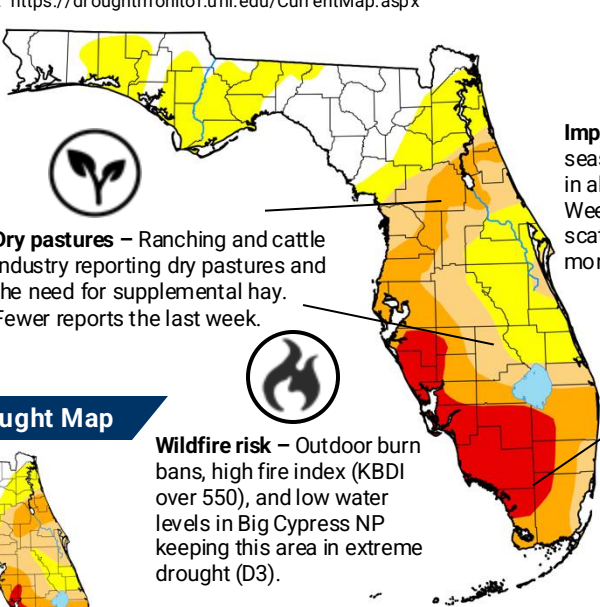 https://droughtmonitor.unl.edu/CurrentMap.aspx
Dry pastures – Ranching and cattle
industry reporting dry pastures and
the need for supplemental hay.
Fewer reports the last week.
Wildfire risk – Outdoor burn
bans, high fire index (KBDI
over 550), and low water
levels in Big Cypress NP
keeping this area in extreme
drought (D3).
ught Map
Imp
seas
in al
Wee
scat
mor